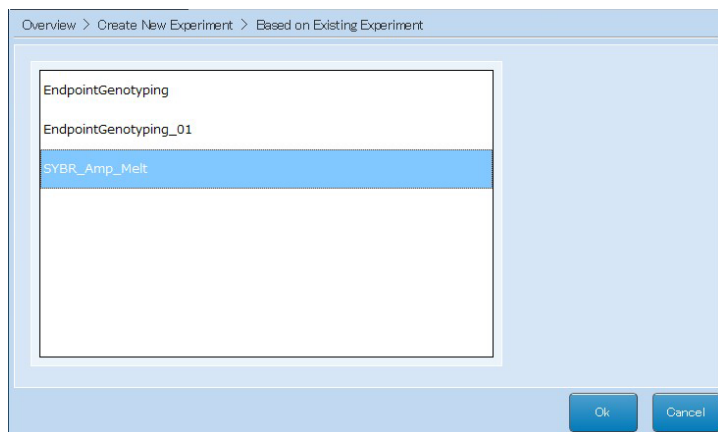 Overview > Create New Experiment > Based on Existing Experiment
EndpointGenotyping
EndpointGenotyping_01
SYBR_Amp_Melt
Ok
Cancel